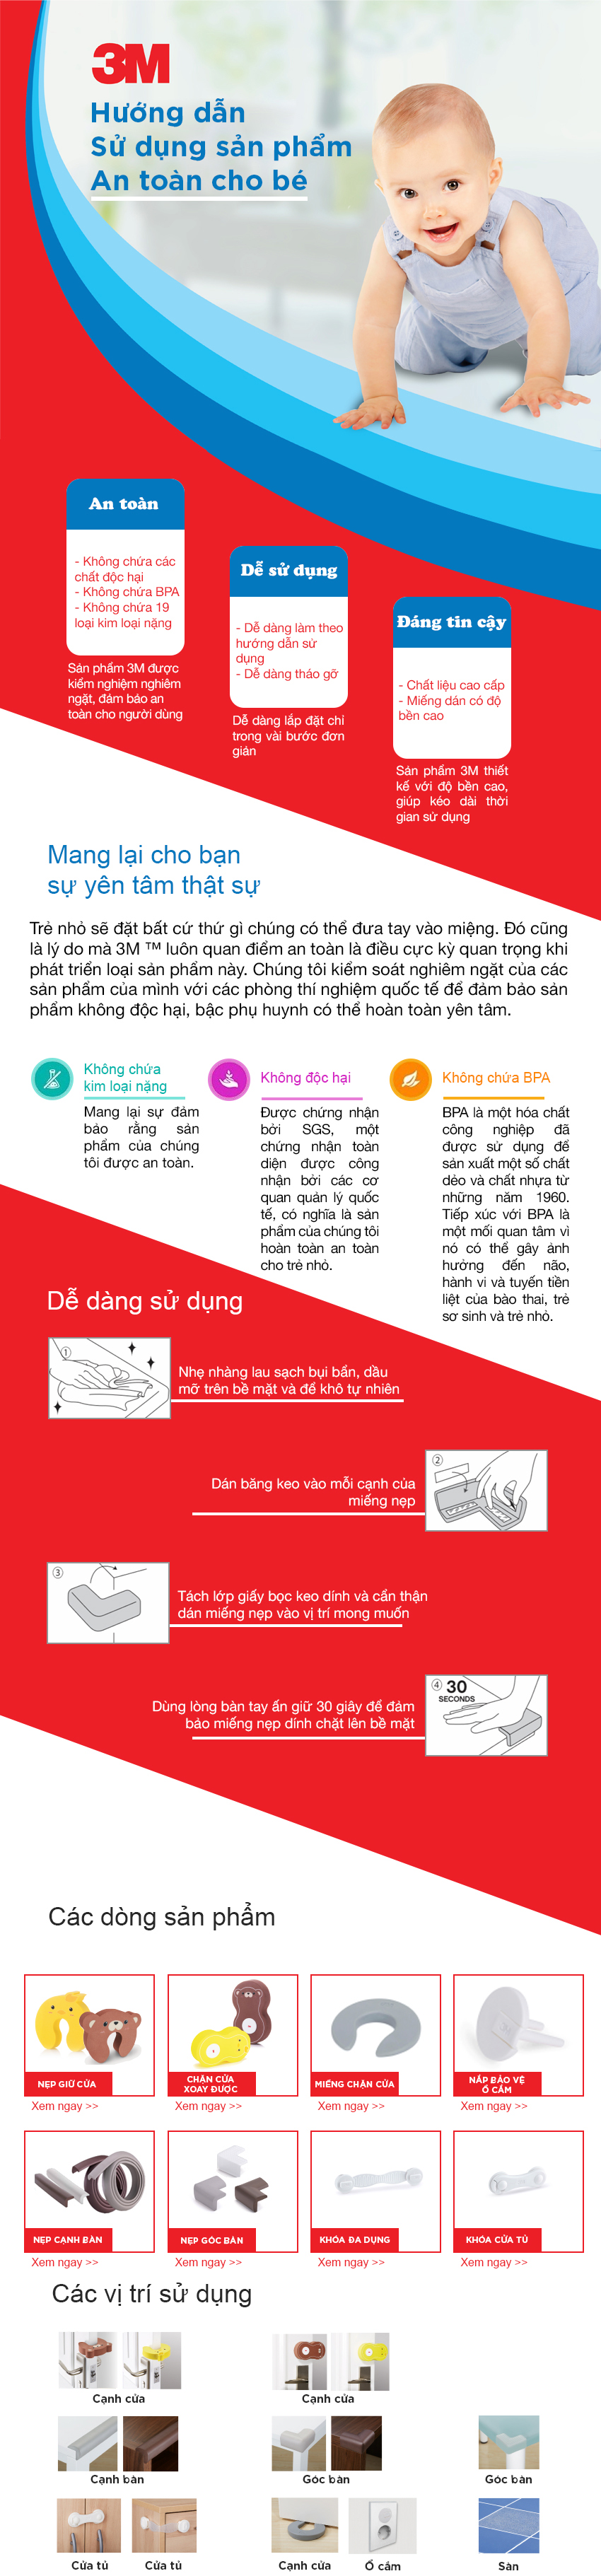 3M
Hướng dẫn
Sử dụng sản phẩm
An toàn cho bé
An toàn
- Không chứa các
chất độc hại
- Không chứa BPA
- Không chứa 19
loại kim loại nặng
Sản phẩm 3M được
kiểm nghiệm nghiêm
ngặt, đảm bảo an
toàn cho người dùng
Dễ sử dụng
- Dễ dàng làm theo
hướng dẫn sử
dụng
- Dễ dàng tháo gỡ
Dễ dàng lắp đặt chỉ
trong vài bước đơn
giản
Đáng tin cậy
- Chất liệu cao cấp
- Miếng dán có độ
bền cao
Sản phẩm 3M thiết
kế với độ bền cao,
giúp kéo dài thời
gian sử dụng
Mang lại cho bạn
sự yên tâm thật sự
Trẻ nhỏ sẽ đặt bất cứ thứ gì chúng có thể đưa tay vào miệng. Đó cũng
là lý do mà 3M ™ luôn quan điểm an toàn là điều cực kỳ quan trọng khi
phát triển loại sản phẩm này. Chúng tôi kiểm soát nghiêm ngặt của các
sản phẩm của mình với các phòng thí nghiệm quốc tế để đảm bảo sản
phẩm không độc hại, bậc phụ huynh có thể hoàn toàn yên tâm.
Không chứa
kim loại nặng
Mang lại sự đảm
bảo rằng sản
phẩm của chúng
tôi được an toàn.
Không độc hại
Được chứng nhận
bởi SGS, một
chứng nhận toàn
diện được công
nhận bởi các cơ
quan quản lý quốc
tế, có nghĩa là sản
phẩm của chúng tôi
hoàn toàn an toàn
cho trẻ nhỏ.
Không chứa BPA
BPA là một hóa chất
công nghiệp đã
được sử dụng để
sản xuất một số chất
dẻo và chất nhựa từ
những năm 1960.
Tiếp xúc với BPA là
một mối quan tâm vì
nó có thể gây ảnh
hưởng đến não,
hành vi và tuyến tiền
liệt của bào thai, trẻ
sơ sinh và trẻ nhỏ.
Dễ dàng sử dụng
1
Nhẹ nhàng lau sạch bụi bẩn, dầu
mỡ trên bề mặt và để khô tự nhiên
Dán băng keo vào mỗi cạnh của
miếng nẹp
2
3
Tách lớp giấy bọc keo dính và cẩn thận
dán miếng nẹp vào vị trí mong muốn
Dùng lòng bàn tay ấn giữ 30 giây để đảm
bảo miếng nẹp dính chặt lên bề mặt
4 30
SECONDS
Các dòng sản phẩm
NẸP GIỮ CỬA
Xem ngay >>
CHẶN CỬA
XOAY ĐƯỢC
Xem ngay >>
MIẾNG CHẶN CỬA
Xem ngay >>
NẮP BẢO VỆ
Ổ CẮM
Xem ngay >>
NẸP CẠNH BÀN
Xem ngay >>
NẸP GÓC BÀN
Xem ngay >>
KHÓA ĐA DỤNG
Xem ngay >>
KHÓA CỬA TỦ
Xem ngay >>
Các vị trí sử dụng
Cạnh cửa
Cạnh cửa
Cạnh bàn
Góc bàn
Góc bàn
Cửa tủ
Cửa tủ
Cạnh cửa
Ổ cắm
Sàn